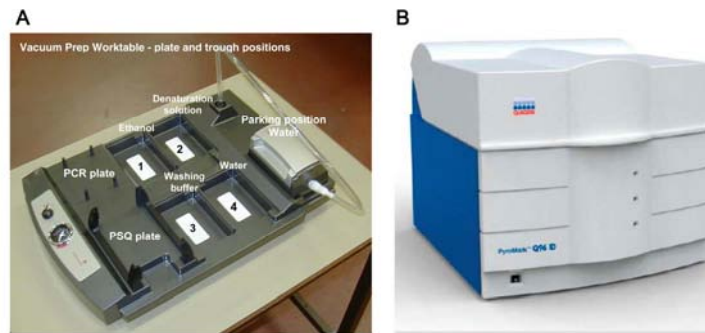 A
B
Vacuum Prep Worktable - plate and trough positions
Denaturation
solution
Ethanol
Parking position
Water
PCR plate
1
2
Washing
buffer
Water
PSQ plate
3
4
QIAGEN
PyroMark™ Q96 ID